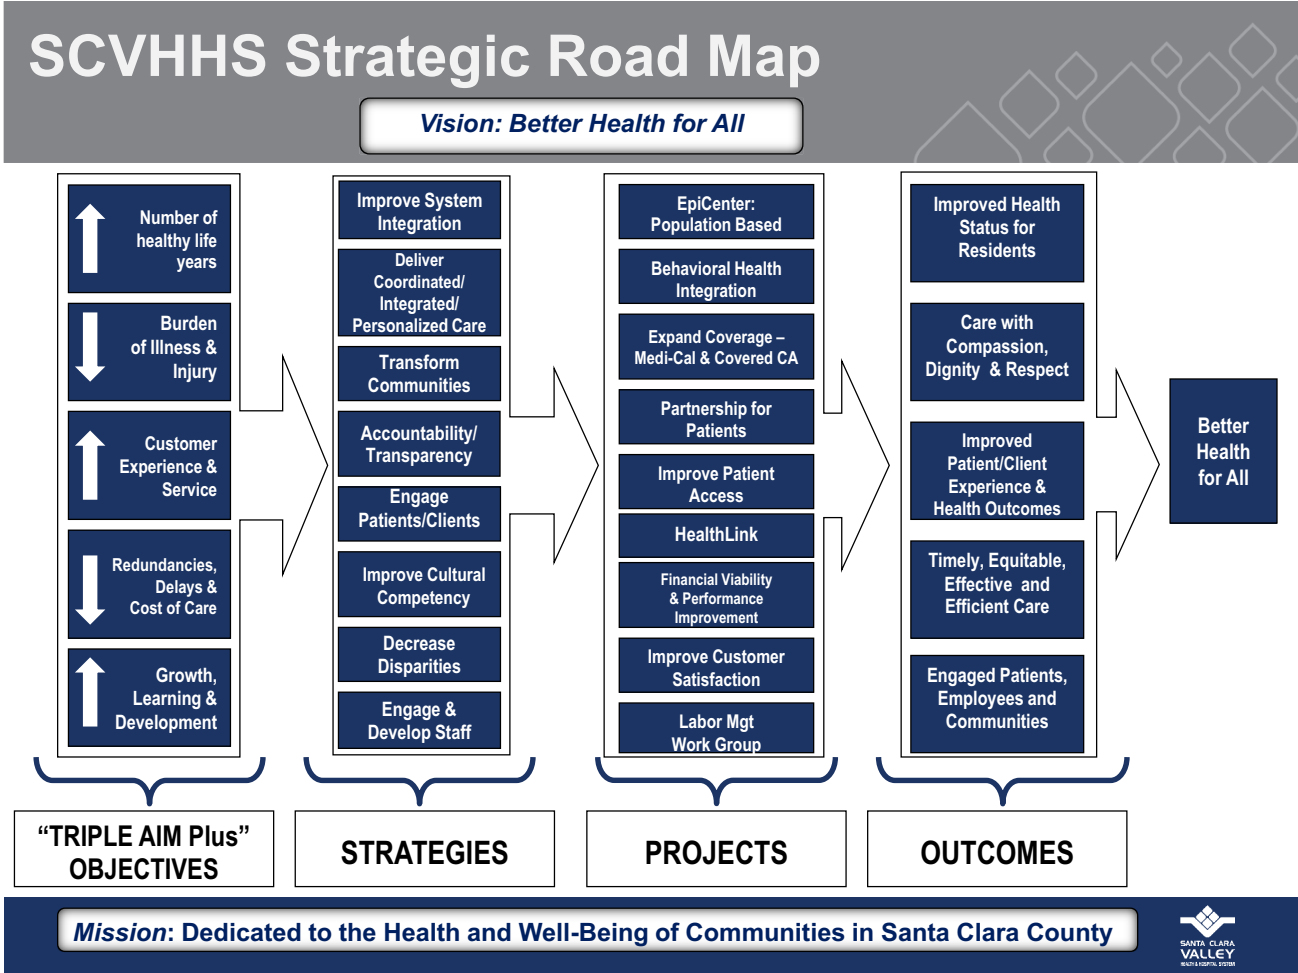 SCVHHS Strategic Road Map
Vision: Better Health for All
Number of
healthy life
years
Burden
of Illness &
Injury
Customer
Experience &
Service
Redundancies,
Delays &
Cost of Care
Growth,
Learning &
Development
“TRIPLE AIM Plus”
OBJECTIVES
Improve System
Integration
Deliver
Coordinated/
Integrated/
Personalized Care
Transform
Communities
Accountability/
Transparency
Engage
Patients/Clients
Improve Cultural
Competency
Decrease
Disparities
Engage &
Develop Staff
STRATEGIES
EpiCenter:
Population Based
Behavioral Health
Integration
Expand Coverage –
Medi-Cal & Covered CA
Partnership for
Patients
Improve Patient
Access
HealthLink
Financial Viability
& Performance
Improvement
Improve Customer
Satisfaction
Labor Mgt
Work Group
PROJECTS
Improved Health
Status for
Residents
Care with
Compassion,
Dignity & Respect
Improved
Patient/Client
Experience &
Health Outcomes
Timely, Equitable,
Effective and
Efficient Care
Engaged Patients,
Employees and
Communities
OUTCOMES
Better
Health
for All
Mission: Dedicated to the Health and Well-Being of Communities in Santa Clara County
SANTA CLARA
VALLEY
HEALTH & HOSPITAL SYSTEM